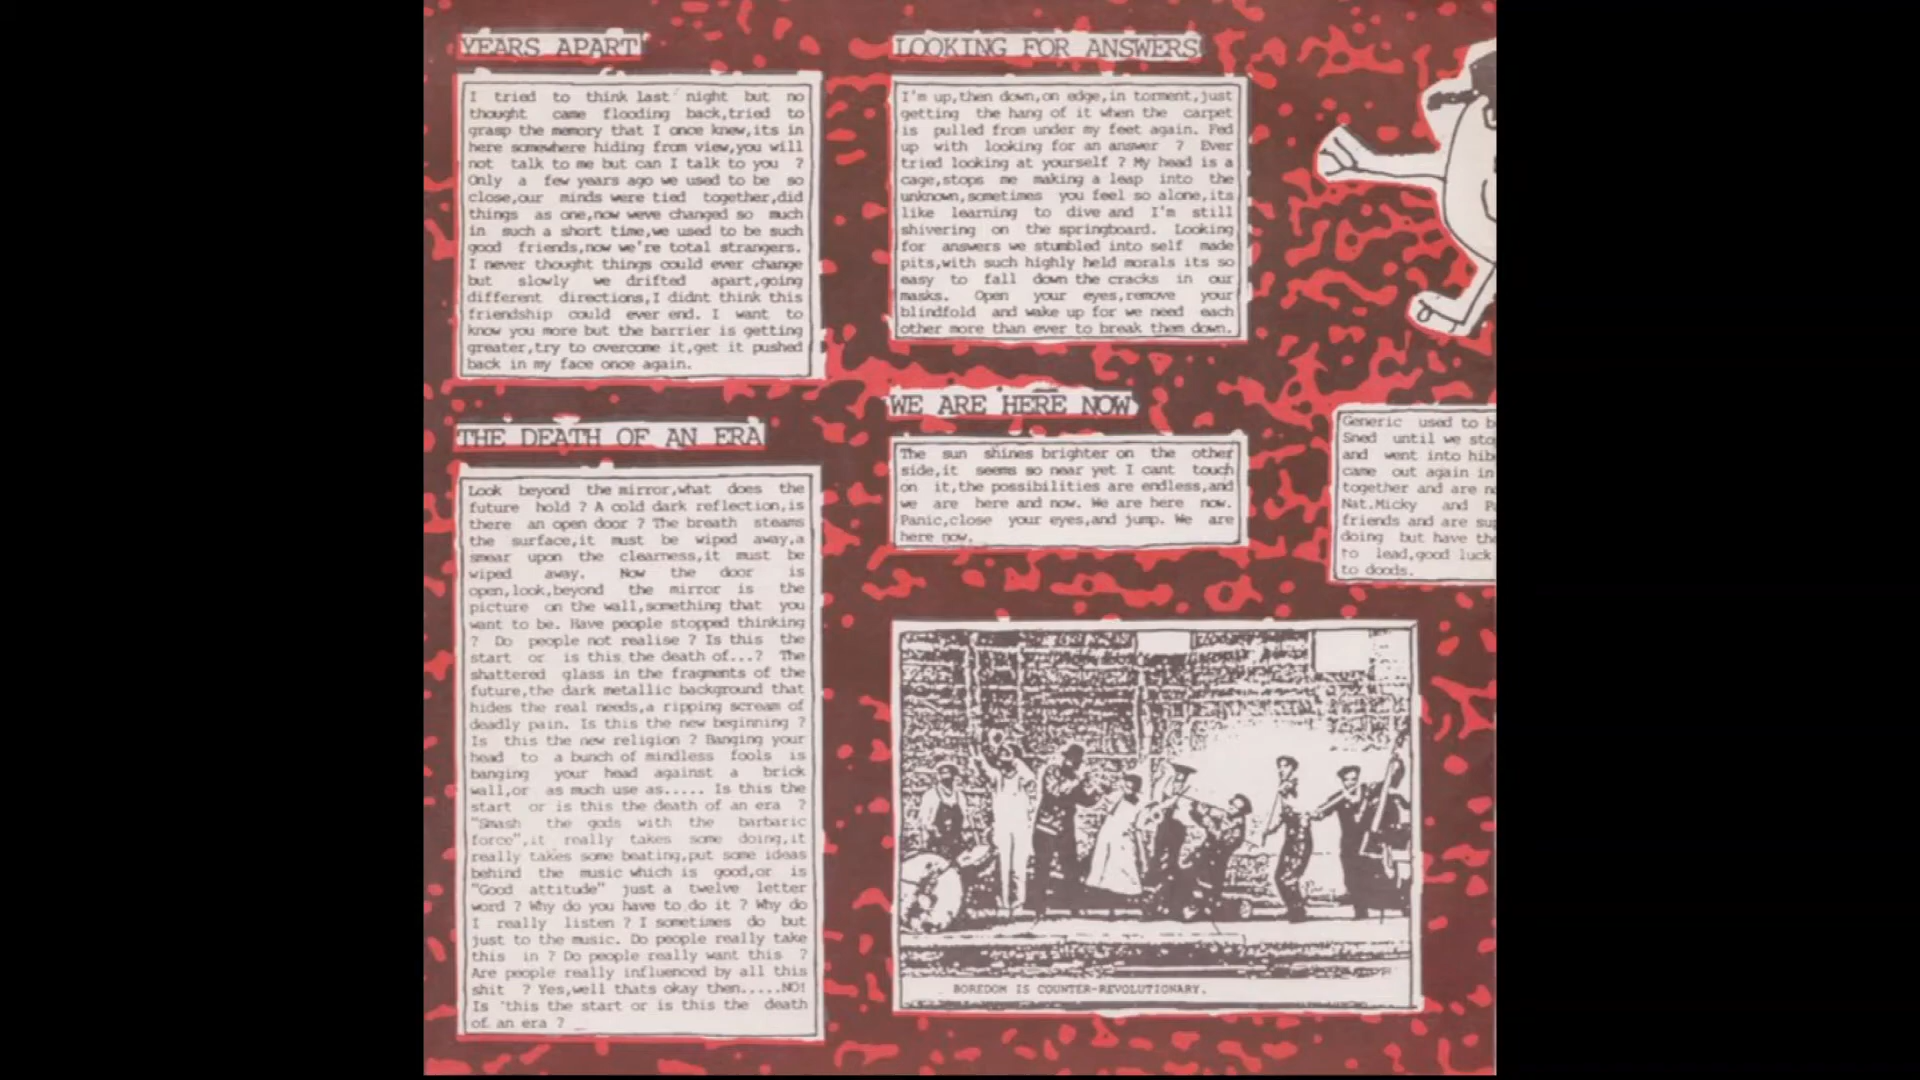 YEARS APART
I tried to think last night but no
thought came flooding back,tried to
grasp the memory that I once knew,its in
here somewhere hiding from view,you will
not talk to me but can I talk to you ?
Only a few years ago we used to be so
close,our minds were tied together,did
things as one,now weve changed so much
in such a short time,we used to be such
good friends,now we're total strangers.
I never thought things could ever change
but slowly we drifted apart,going
different directions,I didnt think this
friendship could ever end. I want to
know you more but the barrier is getting
greater,try to overcome it,get it pushed
back in my face once again.
THE DEATH OF AN ERA
Look beyond the mirror,what does the
future hold ? A cold dark reflection,is
there an open door ? The breath steams
the surface,it must be wiped away,a
smear upon the clearness,it must be
wiped away. Now the door is
open,look,beyond the mirror is the
picture on the wall,something that you
want to be. Have people stopped thinking
? Do people not realise ? Is this the
start or is this the death of...? The
shattered glass in the fragments of the
future,the dark metallic background that
hides the real needs,a ripping scream of
deadly pain. Is this the new beginning ?
Is this the new religion ? Banging your
head to a bunch of mindless fools is
banging your head against a brick
wall,or as much use as..... Is this the
start or is this the death of an era ?
"Smash the gods with the barbaric
force",it really takes some doing,it
really takes some beating,put some ideas
behind the music which is good,or is
"Good attitude" just a twelve letter
word ? Why do you have to do it ? Why do
I really listen ? I sometimes do but
just to the music. Do people really take
this in ? Do people really want this ?
Are people really influenced by all this
shit ? Yes,well thats okay then.....NO!
Is this the start or is this the death
of an era ?
LOOKING FOR ANSWERS
I'm up,then down,on edge,in torment,just
getting the hang of it when the carpet
is pulled from under my feet again. Fed
up with looking for an answer ? Ever
tried looking at yourself ? My head is a
cage,stops me making a leap into the
unknown,sometimes you feel so alone,its
like learning to dive and I'm still
shivering on the springboard. Looking
for answers we stumbled into self made
pits,with such highly held morals its so
easy to fall down the cracks in our
masks. Open your eyes,remove your
blindfold and wake up for we need each
other more than ever to break them down.
WE ARE HERE NOW
The sun shines brighter on the other
side,it seems so near yet I cant touch
on it,the possibilities are endless,and
we are here and now. We are here now.
Panic,close your eyes,and jump. We are
here now.
Generic used to b
Sned until we sto
and went into hib
came out again in
together and are n
Nat.Micky and P
friends and are sup
doing but have the
to lead,good luck
to doods.
BOREDOM IS COUNTER-REVOLUTIONARY.